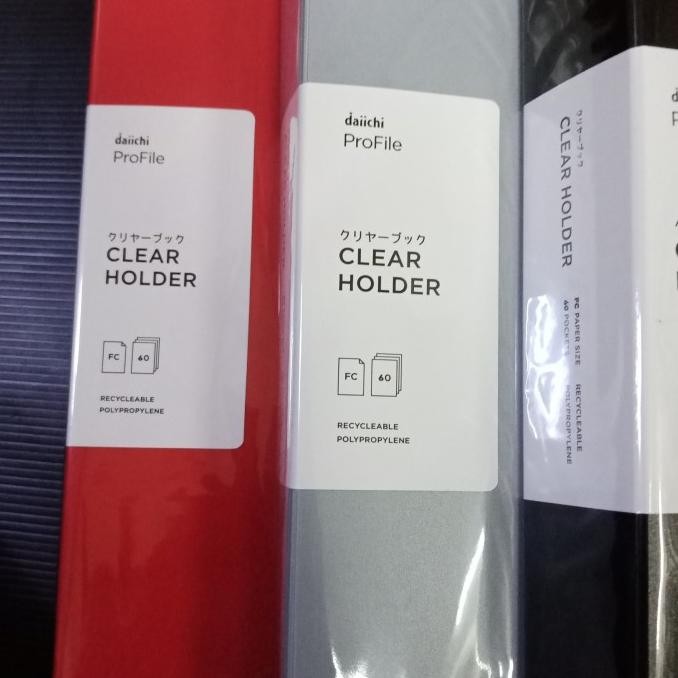 daiichi
ProFile
クリヤーブック
CLEAR
HOLDER
FC
60
RECYCLEABLE
POLYPROPYLENE
daiichi
ProFile
クリヤーブック
CLEAR
HOLDER
FC
60
RECYCLEABLE
POLYPROPYLENE
クリヤーブック
CLEAR HOLDER
FC PAPER SIZE
60 POCKETS
RECYCLEABLE
POLYPROPYLENE